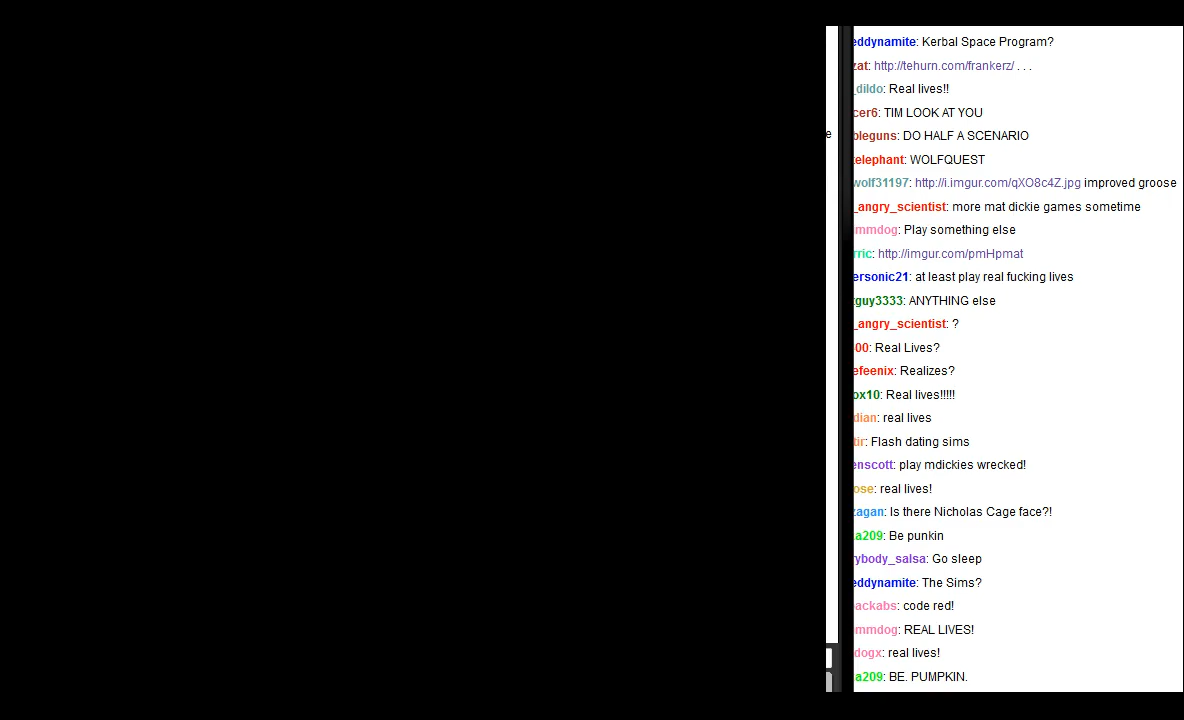 e
eddynamite: Kerbal Space Program?
zat: http://tehurn.com/frankerz/ . . .
_dildo: Real lives!!
cer6: TIM LOOK AT YOU
bleguns: DO HALF A SCENARIO
elephant: WOLFQUEST
wolf31197: http://i.imgur.com/qXO8c4Z.jpg improved groose
_angry_scientist: more mat dickie games sometime
mmdog: Play something else
rric: http://imgur.com/pmHpmat
ersonic21: at least play real fucking lives
guy3333: ANYTHING else
_angry_scientist: ?
00: Real Lives?
efeenix: Realizes?
ox10: Real lives!!!!!
dian: real lives
tir: Flash dating sims
enscott: play mdickies wrecked!
ose: real lives!
zagan: Is there Nicholas Cage face?!
a209: Be punkin
rybody_salsa: Go sleep
eddynamite: The Sims?
ackabs: code red!
mmdog: REAL LIVES!
dogx: real lives!
a209: BE. PUMPKIN.